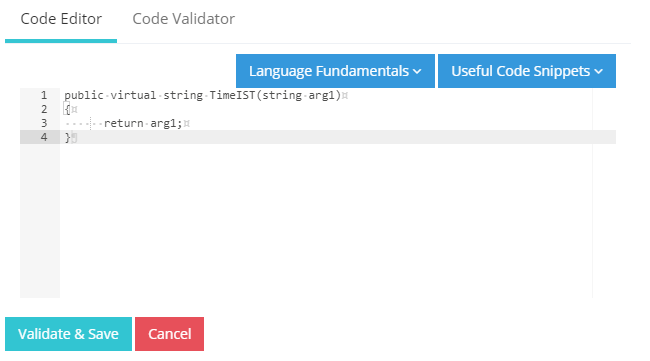 Code Editor Code Validator
Language Fundamentals Useful Code Snippets
1 public virtual string TimeIST(string arg1)
2 {
3 return arg1;
4 }
Validate & Save Cancel